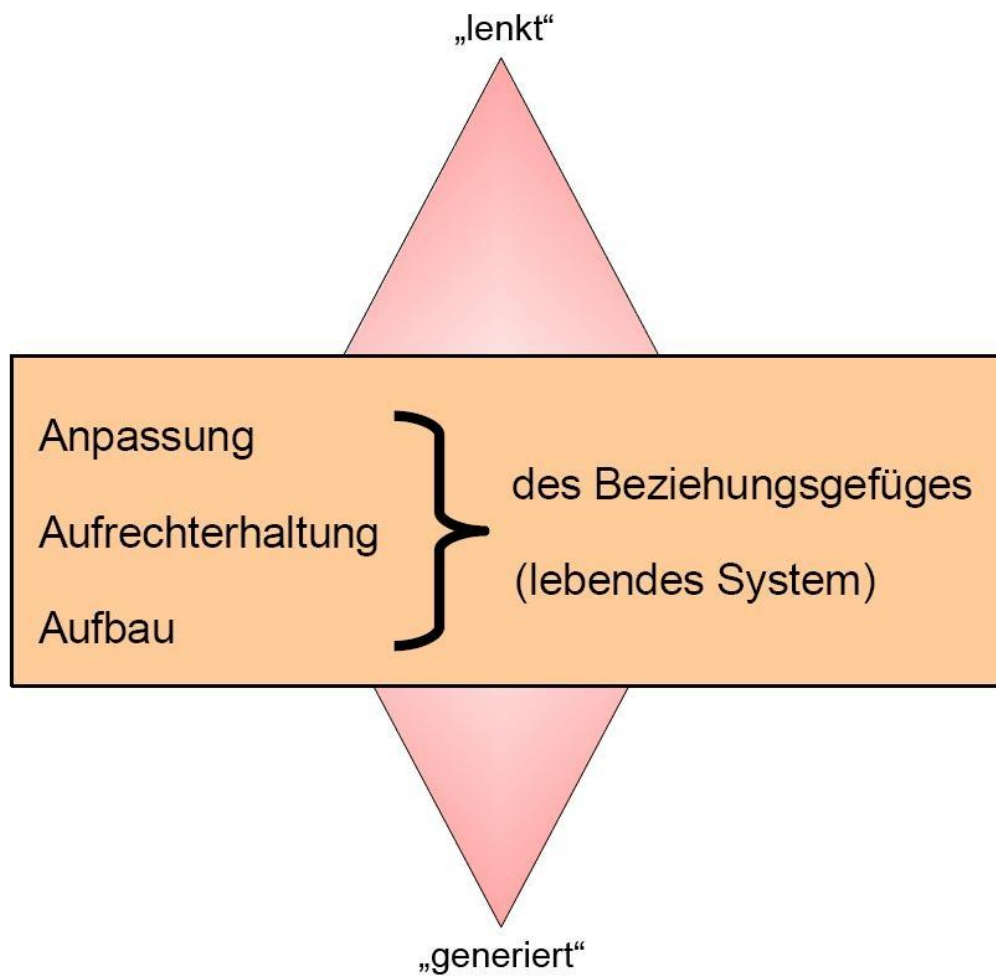 „lenkt“
Anpassung
Aufrechterhaltung
Aufbau
des Beziehungsgefüges
(lebendes System)
„generiert“